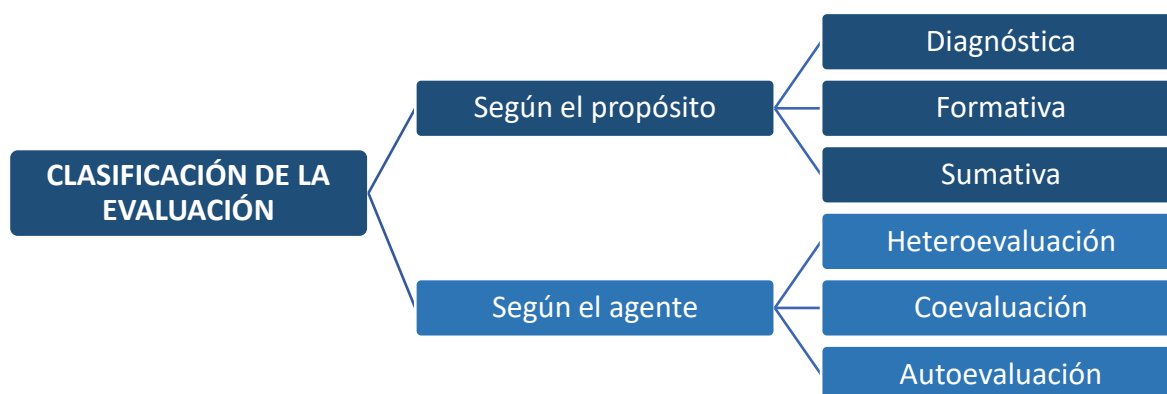 CLASIFICACIÓN DE LA
EVALUACIÓN
Según el propósito
Diagnóstica
Formativa
Sumativa
Según el agente
Heteroevaluación
Coevaluación
Autoevaluación